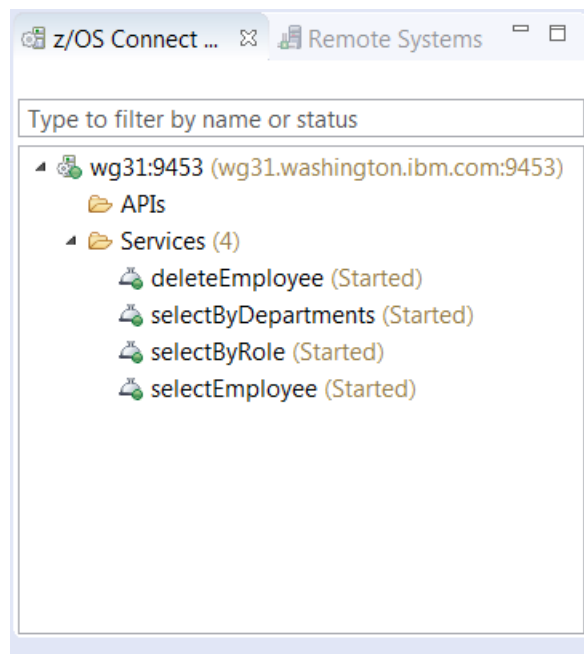 z/OS Connect ... Remote Systems
Type to filter by name or status
wg31:9453 (wg31.washington.ibm.com:9453)
APIs
Services (4)
deleteEmployee (Started)
selectByDepartments (Started)
selectByRole (Started)
selectEmployee (Started)